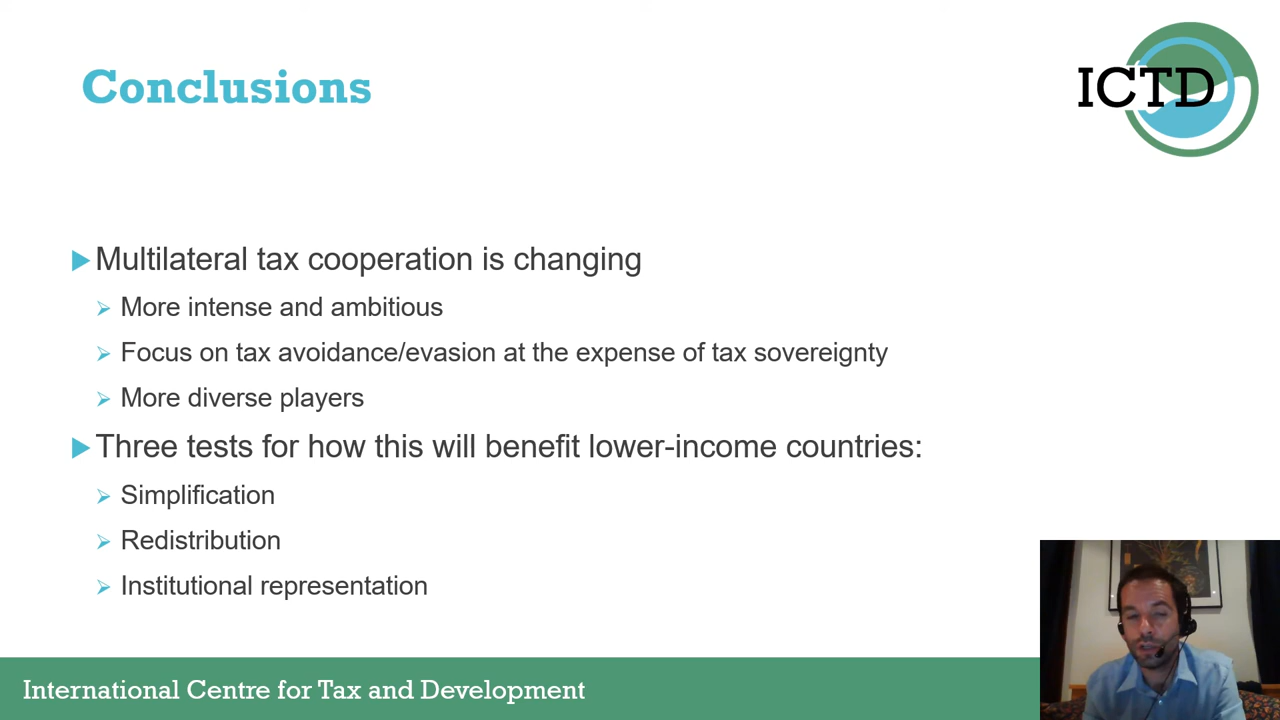 Conclusions
ICTD
Multilateral tax cooperation is changing
More intense and ambitious
Focus on tax avoidance/evasion at the expense of tax sovereignty
More diverse players
Three tests for how this will benefit lower-income countries:
Simplification
Redistribution
Institutional representation
International Centre for Tax and Development